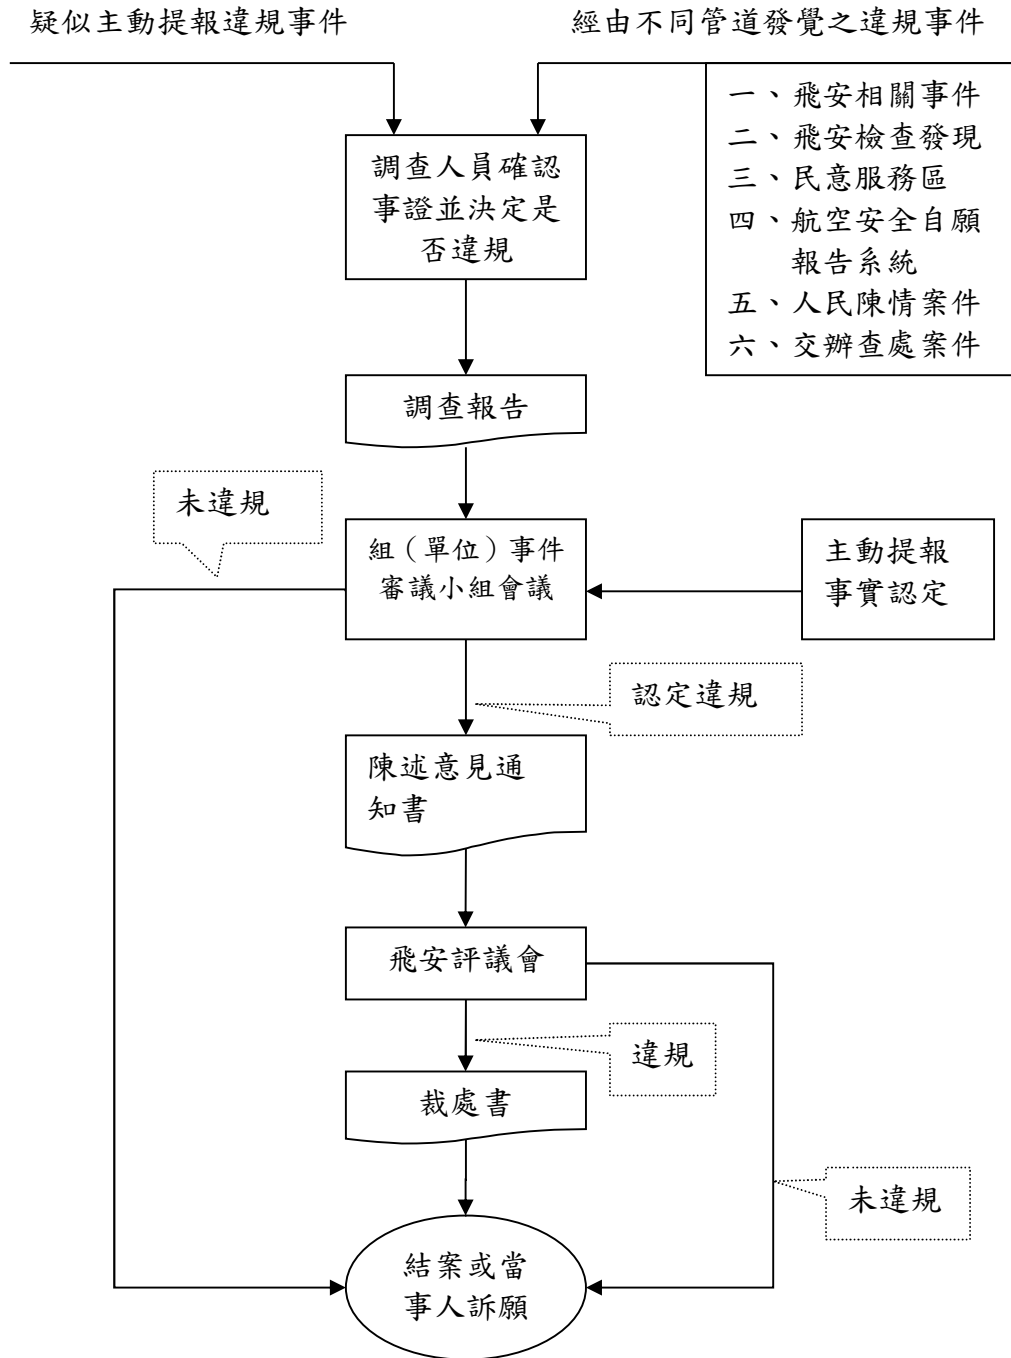 疑似主動提報違規事件
經由不同管道發覺之違規事件
一、飛安相關事件
二、飛安檢查發現
三、民意服務區
四、航空安全自願
報告系統
五、人民陳情案件
六、交辦查處案件
調查人員確認
事證並決定是
否違規
調查報告
未違規
組（單位）事件
審議小組會議
主動提報
事實認定
認定違規
陳述意見通
知書
飛安評議會
違規
裁處書
未違規
結案或當
事人訴願